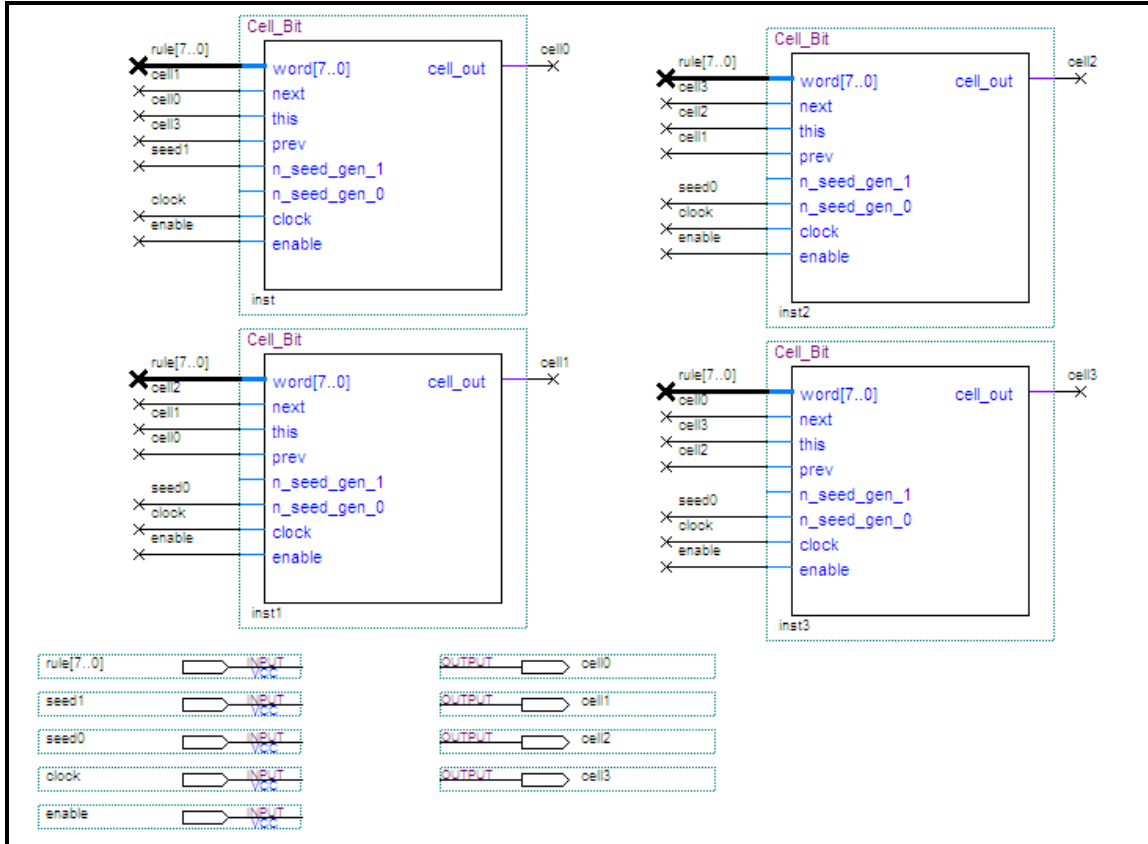 Cell_Bit
rule[7..0]
cell1
cell0
cell3
seed1
clock
enable
word[7..0]
next
this
prev
n_seed_gen_1
n_seed_gen_0
clock
enable
cell_out
cell0
inst
Cell_Bit
rule[7..0]
cell3
cell2
cell1
seed0
clock
enable
word[7..0]
next
this
prev
n_seed_gen_1
n_seed_gen_0
clock
enable
cell_out
cell2
inst2
Cell_Bit
rule[7..0]
cell2
cell1
cell0
seed0
clock
enable
word[7..0]
next
this
prev
n_seed_gen_1
n_seed_gen_0
clock
enable
cell_out
cell1
inst1
Cell_Bit
rule[7..0]
cell0
cell3
cell2
seed0
clock
enable
word[7..0]
next
this
prev
n_seed_gen_1
n_seed_gen_0
clock
enable
cell_out
cell3
inst3
rule[7..0] INPUT
VCC
seed1 INPUT
VCC
seed0 INPUT
VCC
clock INPUT
VCC
enable INPUT
VCC
OUTPUT cell0
OUTPUT cell1
OUTPUT cell2
OUTPUT cell3